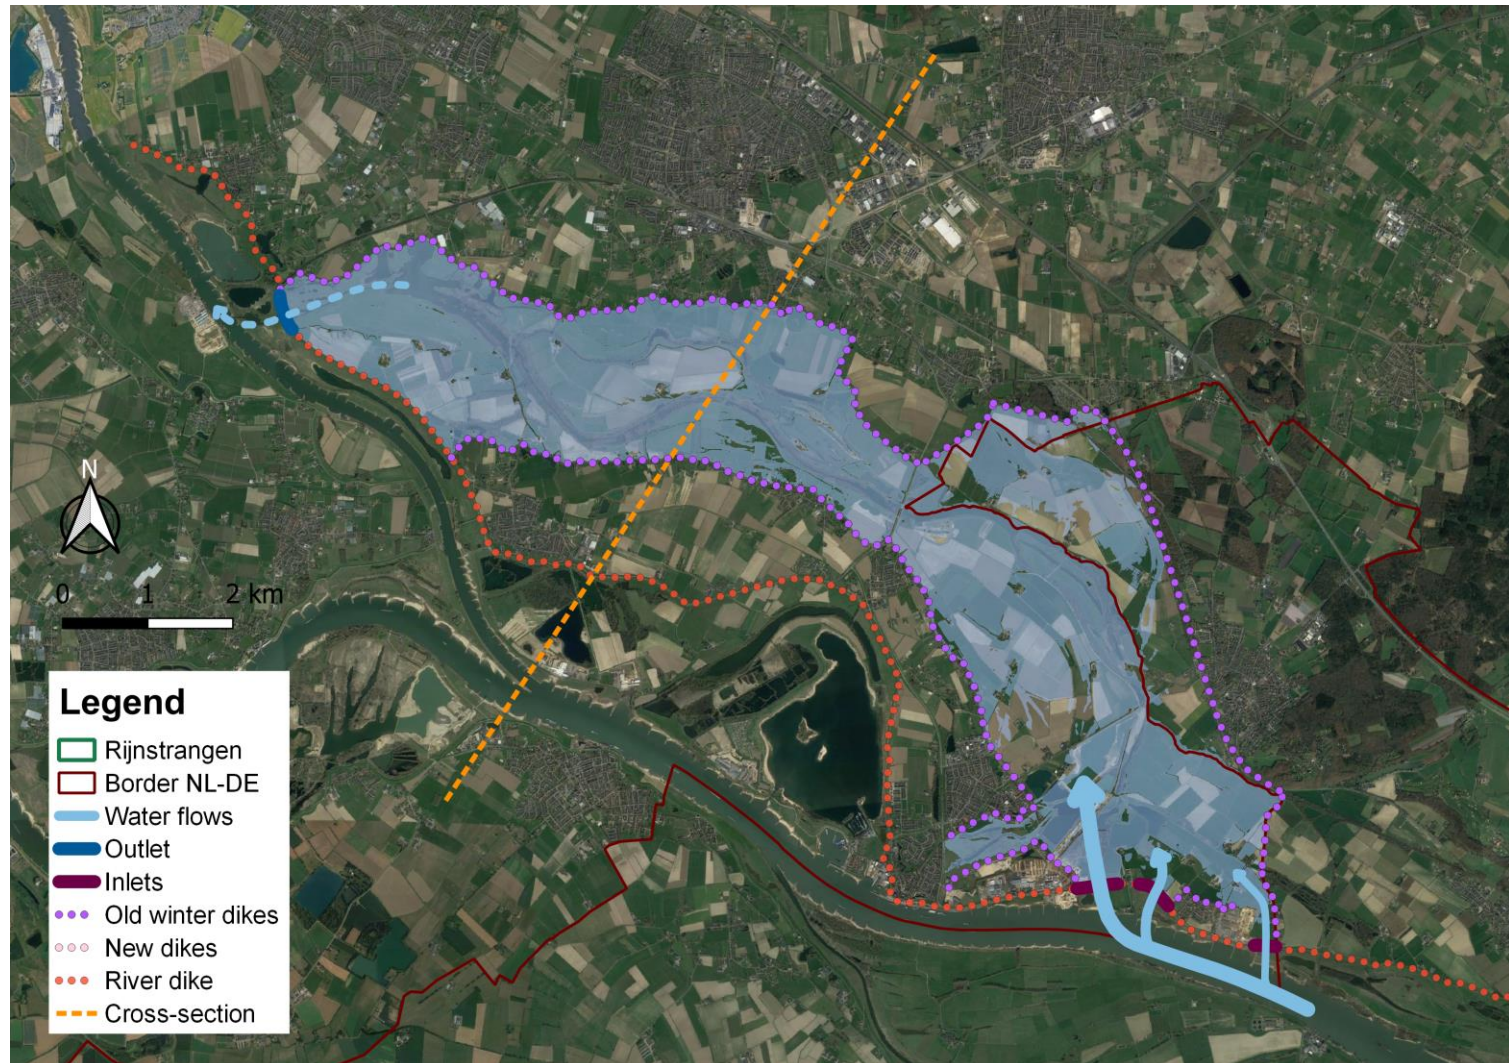 N
0 1 2 km
Legend
Rijnstrangen
Border NL-DE
Water flows
Outlet
Inlets
Old winter dikes
New dikes
River dike
Cross-section